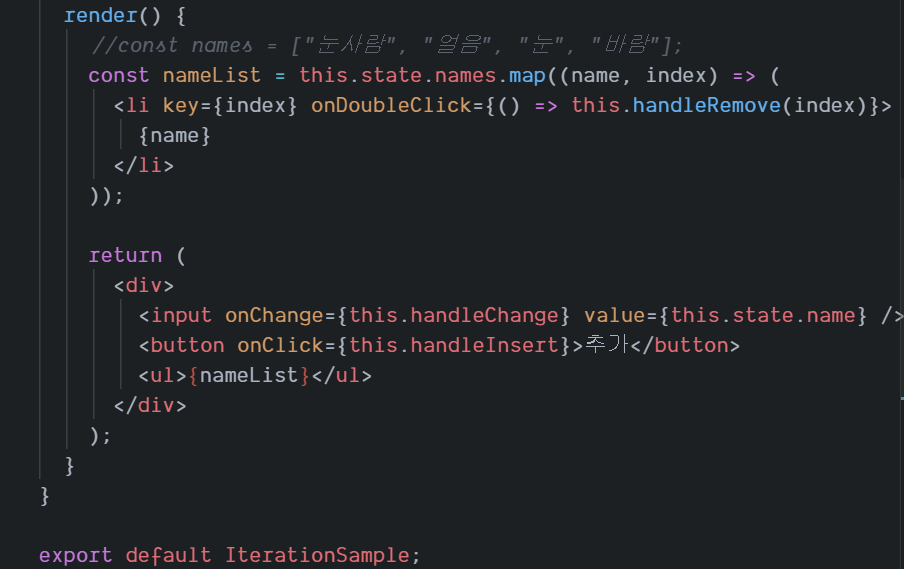 render() {
//const names = ["눈사람", "얼음", "눈", "바람"];
const nameList = this.state.names.map((name, index) => (
<li key={index} onDoubleClick={() => this.handleRemove(index)}>
{name}
</li>
));
return (
<div>
<input onChange={this.handleChange} value={this.state.name} />
<button onClick={this.handleInsert}>추가</button>
<ul>{nameList}</ul>
</div>
);
}
}
export default IterationSample;